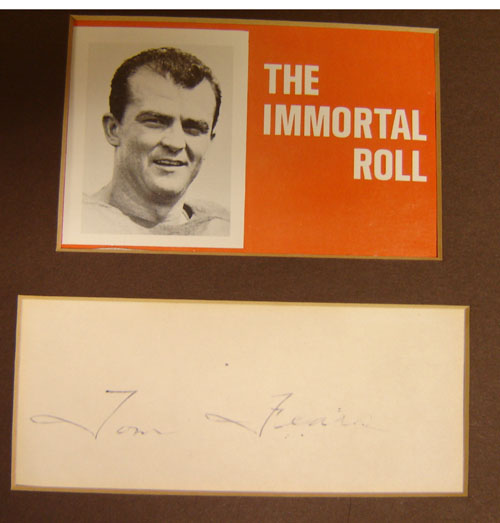 THE
IMMORTAL
ROLL
Tom Fears